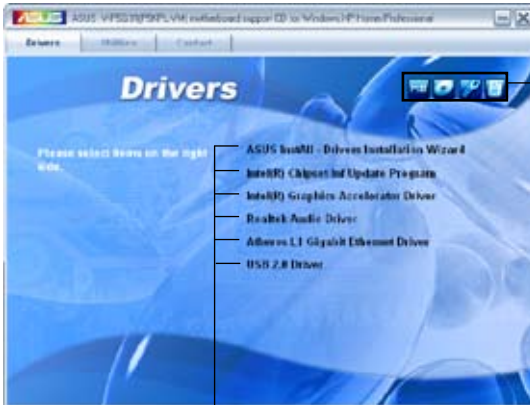 ASUS ASUS V-P5G31(P5KPL-VM) motherboard support CD for Windows XP Home/Professional
Drivers Utilities Contact
Drivers
Please select items on the right side.
ASUS InstAll - Drivers Installation Wizard
Intel(R) Chipset Inf Update Program
Intel(R) Graphics Accelerator Driver
Realtek Audio Driver
Atheros L1 Gigabit Ethernet Driver
USB 2.0 Driver